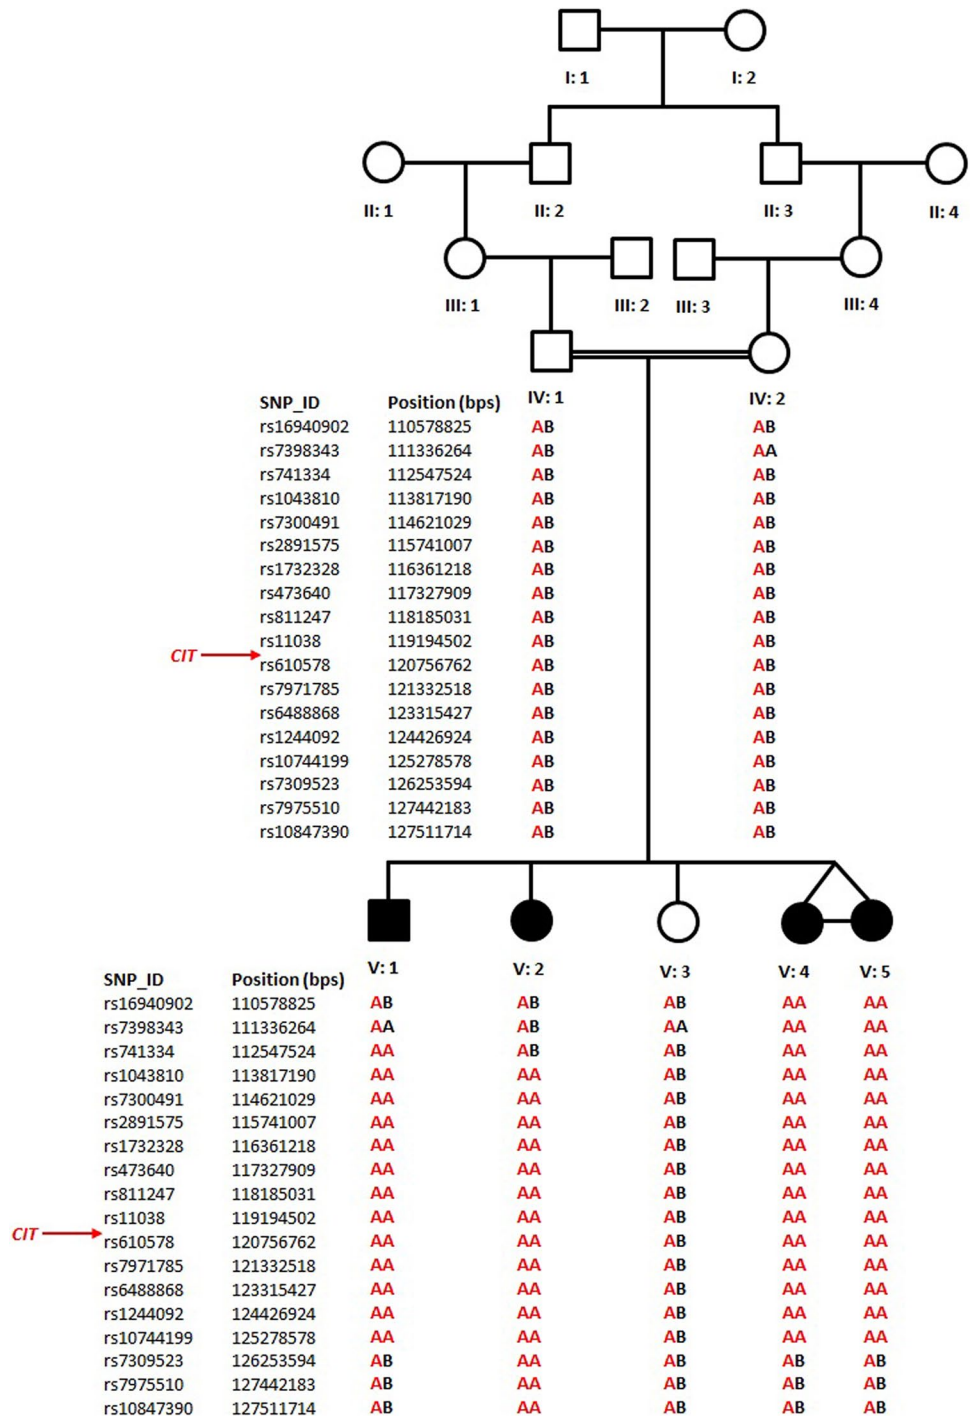 I: 1 I: 2
II: 1 II: 2 II: 3 II: 4
III: 1 III: 2 III: 3 III: 4
IV: 1 IV: 2
SNP_ID Position (bps)
rs16940902 110578825 AB AB
rs7398343 111336264 AB AA
rs741334 112547524 AB AB
rs1043810 113817190 AB AB
rs7300491 114621029 AB AB
rs2891575 115741007 AB AB
rs1732328 116361218 AB AB
rs473640 117327909 AB AB
rs811247 118185031 AB AB
rs11038 119194502 AB AB
CIT
rs610578 120756762 AB AB
rs7971785 121332518 AB AB
rs6488868 123315427 AB AB
rs1244092 124426924 AB AB
rs10744199 125278578 AB AB
rs7309523 126253594 AB AB
rs7975510 127442183 AB AB
rs10847390 127511714 AB AB
V: 1 V: 2 V: 3 V: 4 V: 5
SNP_ID Position (bps)
rs16940902 110578825 AB AB AB AA AA
rs7398343 111336264 AA AB AA AA AA
rs741334 112547524 AA AB AB AA AA
rs1043810 113817190 AA AA AB AA AA
rs7300491 114621029 AA AA AB AA AA
rs2891575 115741007 AA AA AB AA AA
rs1732328 116361218 AA AA AB AA AA
rs473640 117327909 AA AA AB AA AA
rs811247 118185031 AA AA AB AA AA
rs11038 119194502 AA AA AB AA AA
CIT
rs610578 120756762 AA AA AB AA AA
rs7971785 121332518 AA AA AB AA AA
rs6488868 123315427 AA AA AB AA AA
rs1244092 124426924 AA AA AB AA AA
rs10744199 125278578 AA AA AB AA AA
rs7309523 126253594 AB AA AB AB AB
rs7975510 127442183 AB AA AB AB AB
rs10847390 127511714 AB AA AB AB AB